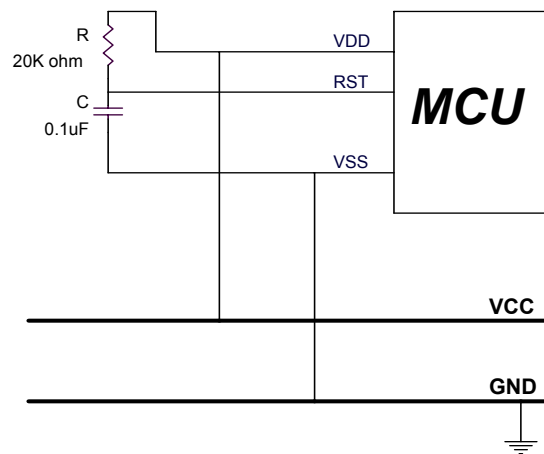 R
20K ohm
C
0.1uF
VDD
RST
VSS
MCU
VCC
GND